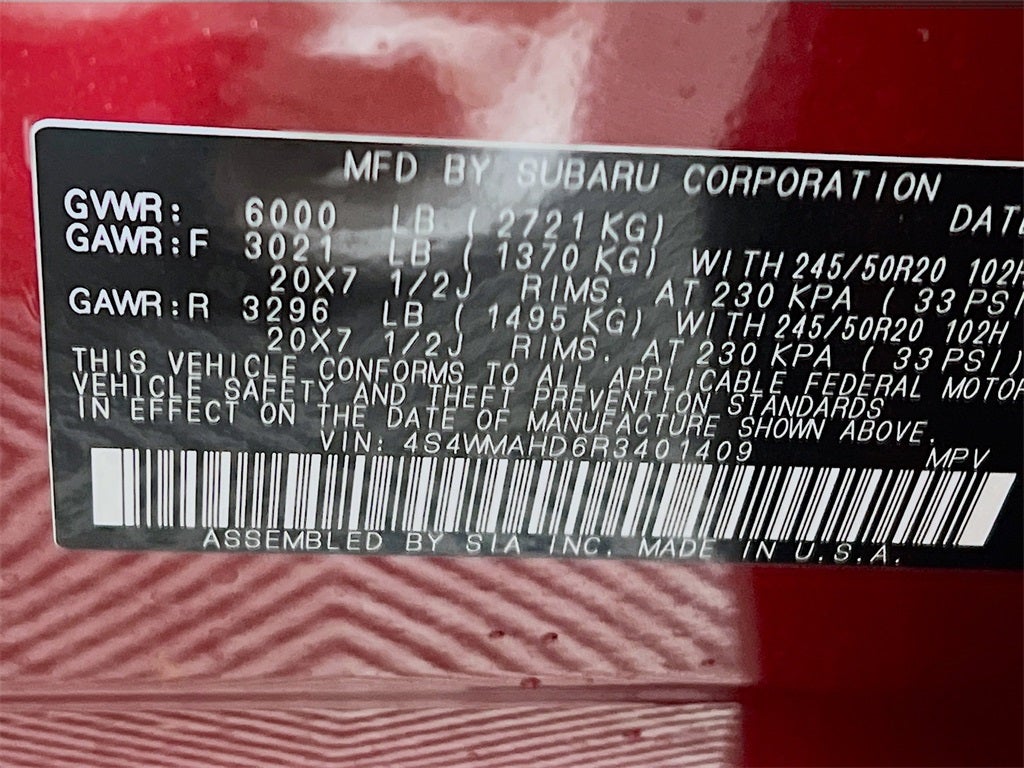 MFD BY SUBARU CORPORATION
GVWR: 6000 LB ( 2721 KG) DATE
GAWR:F 3021 LB ( 1370 KG) WITH 245/50R20 102H
20X7 1/2J RIMS. AT 230 KPA ( 33 PSI
GAWR:R 3296 LB ( 1495 KG) WITH 245/50R20 102H
20X7 1/2J RIMS. AT 230 KPA ( 33 PSI)
THIS VEHICLE CONFORMS TO ALL APPLICABLE FEDERAL MOTOR
VEHICLE SAFETY AND THEFT PREVENTION STANDARDS
IN EFFECT ON THE DATE OF MANUFACTURE SHOWN ABOVE.
VIN: 4S4WMAHD6R3401409 MPV
ASSEMBLED BY SIA INC. MADE IN U.S.A.